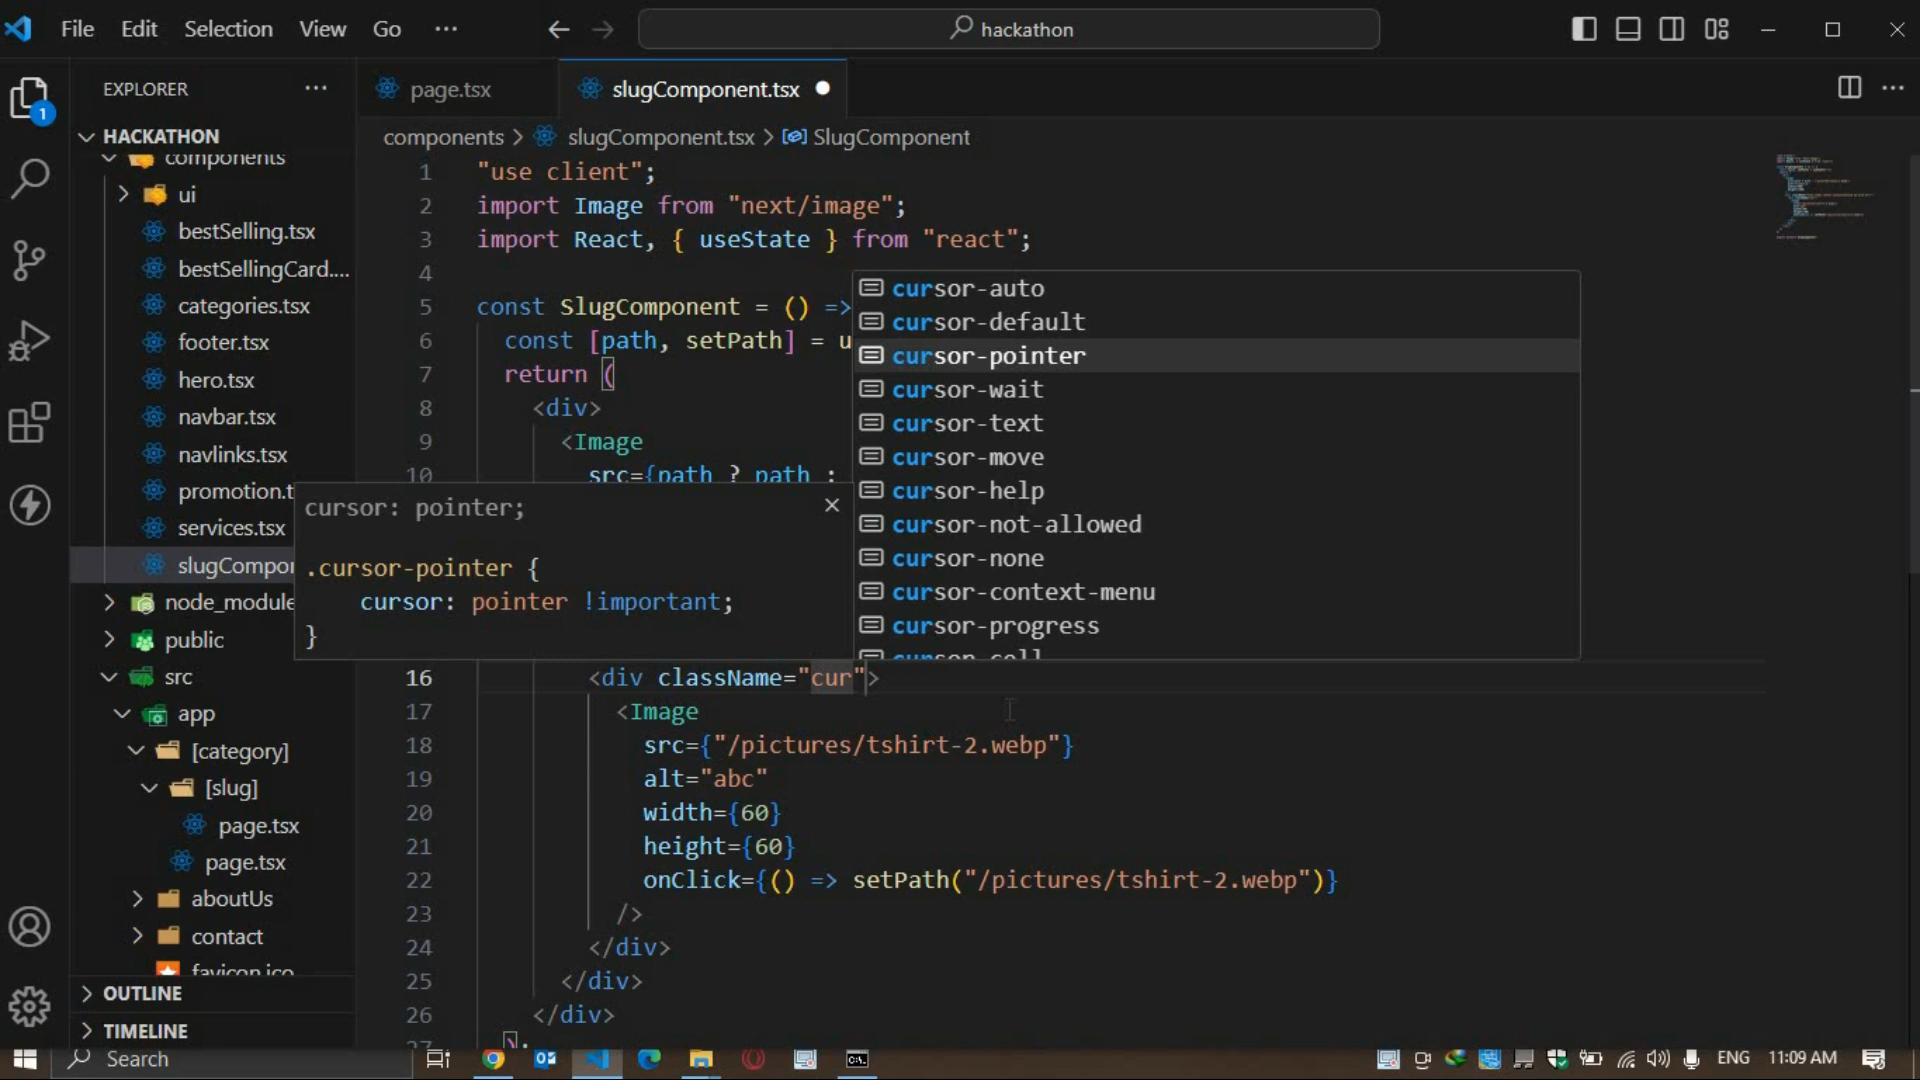 File Edit Selection View Go ···
hackathon
EXPLORER ···
page.tsx
slugComponent.tsx
HACKATHON
components
ui
bestSelling.tsx
bestSellingCard....
categories.tsx
footer.tsx
hero.tsx
navbar.tsx
navlinks.tsx
promotion.t
services.tsx
slugCompor
node_module
public
src
app
[category]
[slug]
page.tsx
page.tsx
aboutUs
contact
favicon.ico
OUTLINE
TIMELINE
1
components > slugComponent.tsx > SlugComponent
1 "use client";
2 import Image from "next/image";
3 import React, { useState } from "react";
4
5 const SlugComponent = () =>
6 const [path, setPath] = u
7 return (
8 <div>
9 <Image
10 src={path ? path :
cursor-auto
cursor-default
cursor-pointer
cursor-wait
cursor-text
cursor-move
cursor-help
cursor-not-allowed
cursor-none
cursor-context-menu
cursor-progress
cursor-cell
cursor: pointer;
.cursor-pointer {
cursor: pointer !important;
}
16 <div className="cur">
17 <Image
18 src={"/pictures/tshirt-2.webp"}
19 alt="abc"
20 width={60}
21 height={60}
22 onClick={() => setPath("/pictures/tshirt-2.webp")}
23 />
24 </div>
25 </div>
26 </div>
27 );
Search
ENG 11:09 AM